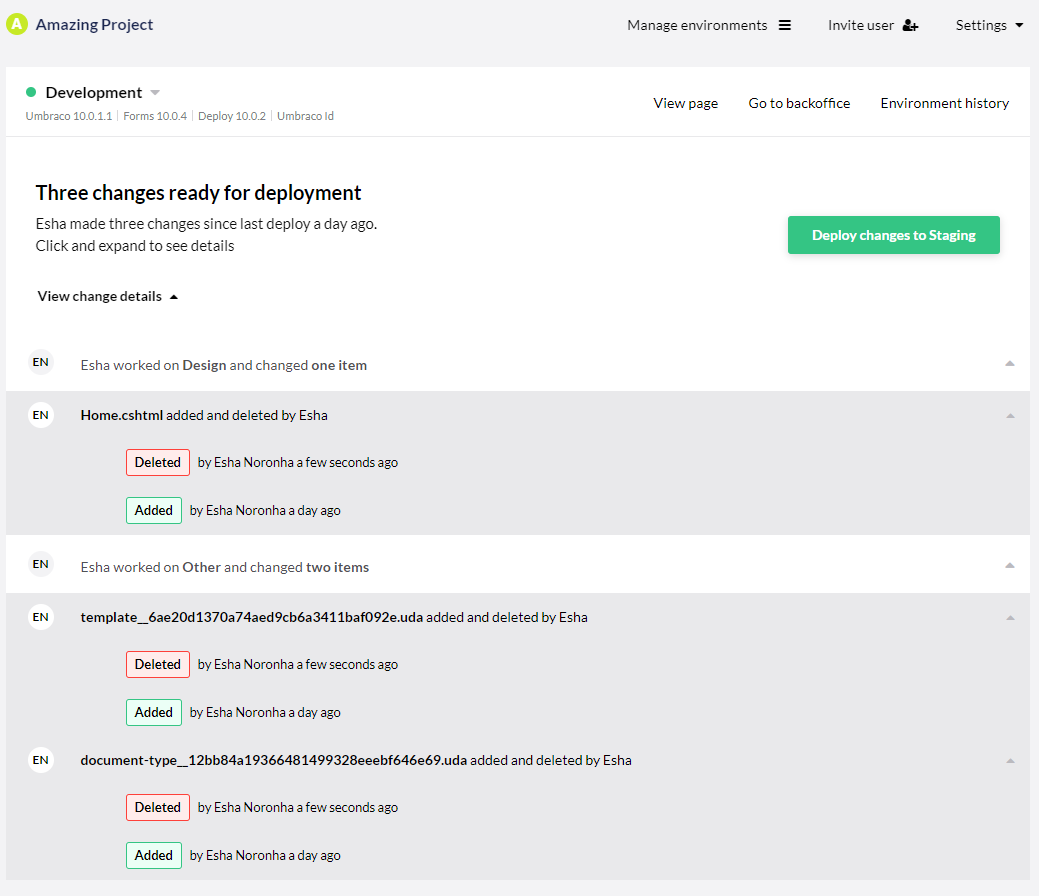 A Amazing Project
Manage environments Invite user Settings
Development
View page Go to backoffice Environment history
Umbraco 10.0.1.1 | Forms 10.0.4 | Deploy 10.0.2 | Umbraco Id
Three changes ready for deployment
Esha made three changes since last deploy a day ago.
Click and expand to see details
Deploy changes to Staging
View change details
EN Esha worked on Design and changed one item
EN Home.cshtml added and deleted by Esha
Deleted by Esha Noronha a few seconds ago
Added by Esha Noronha a day ago
EN Esha worked on Other and changed two items
EN template__6ae20d1370a74aed9cb6a3411baf092e.uda added and deleted by Esha
Deleted by Esha Noronha a few seconds ago
Added by Esha Noronha a day ago
EN document-type__12bb84a19366481499328eeebf646e69.uda added and deleted by Esha
Deleted by Esha Noronha a few seconds ago
Added by Esha Noronha a day ago